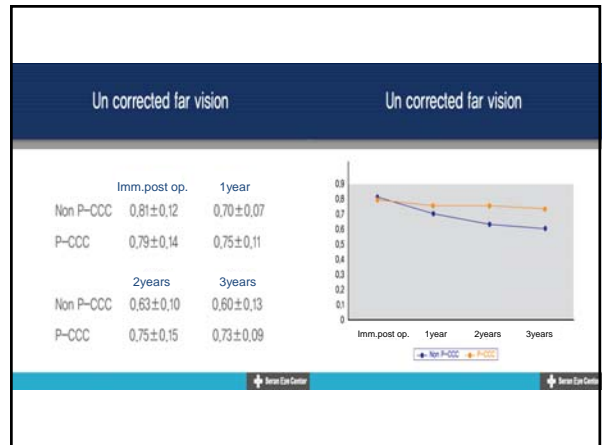 Un corrected far vision
Imm.post op. 1year
Non P-CCC 0,81±0,12 0,70±0,07
P-CCC 0,79±0,14 0,75±0,11
2years 3years
Non P-CCC 0,63±0,10 0,60±0,13
P-CCC 0,75±0,15 0,73±0,09
Seran Eye Center
Un corrected far vision
0,9
0,8
0,7
0,6
0,5
0,4
0,3
0,2
0,1
0
Imm.post op. 1year 2years 3years
Non P-CCC P-CCC
Seran Eye Center